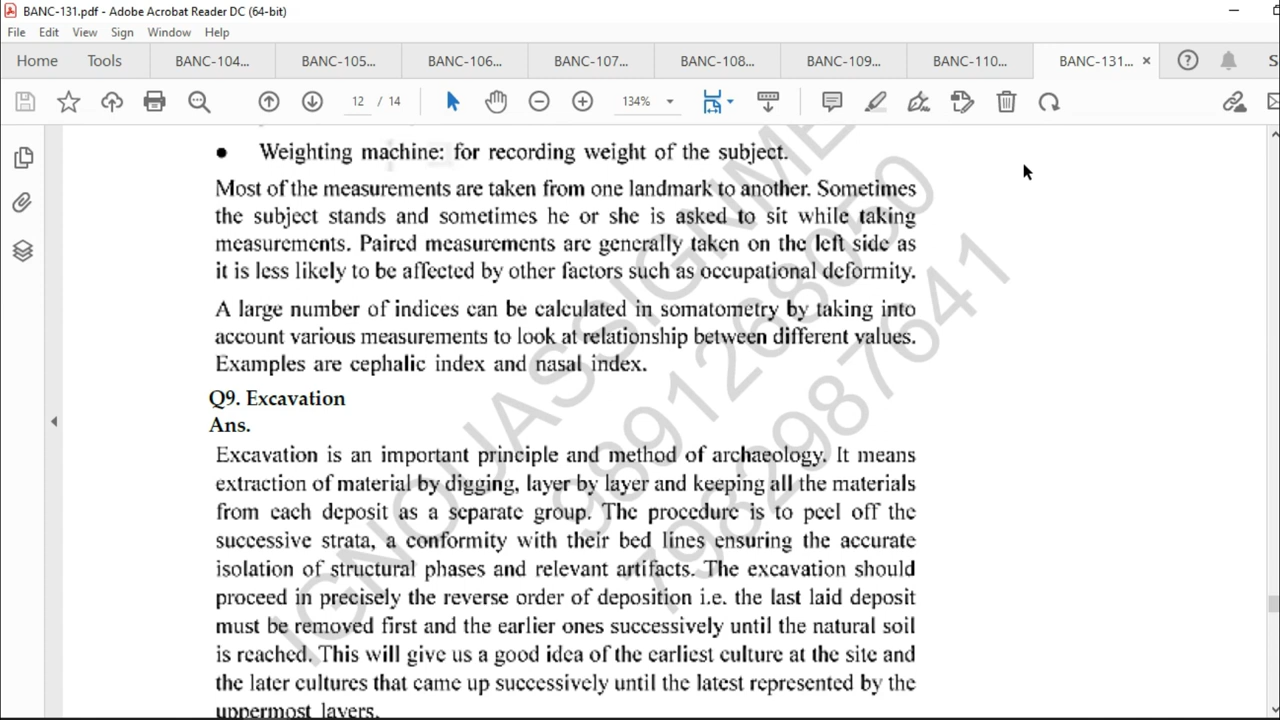 BANC-131.pdf - Adobe Acrobat Reader DC (64-bit)
File Edit View Sign Window Help
Home Tools BANC-104... BANC-105... BANC-106... BANC-107... BANC-108... BANC-109... BANC-110... BANC-131... × ?
12 / 14 134%
● Weighting machine: for recording weight of the subject.
Most of the measurements are taken from one landmark to another. Sometimes
the subject stands and sometimes he or she is asked to sit while taking
measurements. Paired measurements are generally taken on the left side as
it is less likely to be affected by other factors such as occupational deformity.
A large number of indices can be calculated in somatometry by taking into
account various measurements to look at relationship between different values.
Examples are cephalic index and nasal index.
Q9. Excavation
Ans.
Excavation is an important principle and method of archaeology. It means
extraction of material by digging, layer by layer and keeping all the materials
from each deposit as a separate group. The procedure is to peel off the
successive strata, a conformity with their bed lines ensuring the accurate
isolation of structural phases and relevant artifacts. The excavation should
proceed in precisely the reverse order of deposition i.e. the last laid deposit
must be removed first and the earlier ones successively until the natural soil
is reached. This will give us a good idea of the earliest culture at the site and
the later cultures that came up successively until the latest represented by the
uppermost layers.
IGNOUASSIGNME
9891268050
7982987641